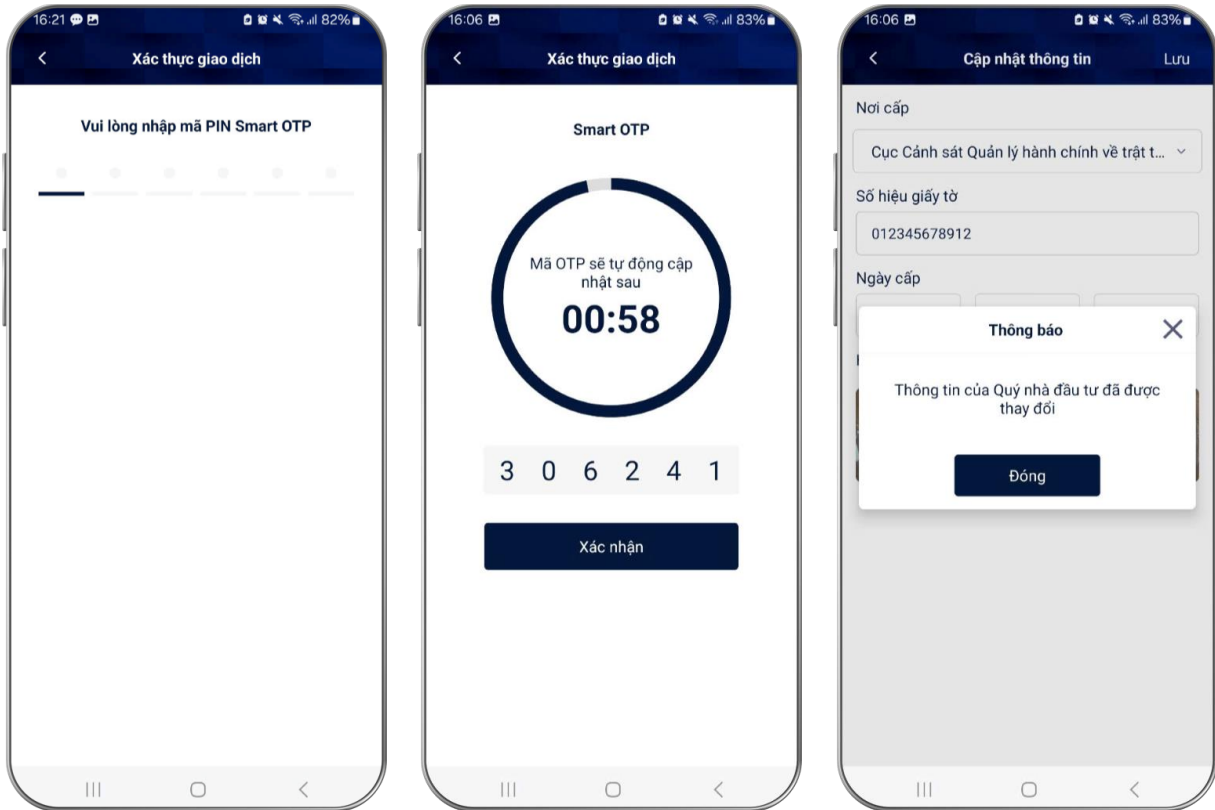 16:21
82%
Xác thực giao dịch
Vui lòng nhập mã PIN Smart OTP
16:06
83%
Xác thực giao dịch
Smart OTP
Mã OTP sẽ tự động cập
nhật sau
00:58
3 0 6 2 4 1
Xác nhận
16:06
83%
Cập nhật thông tin
Lưu
Nơi cấp
Cục Cảnh sát Quản lý hành chính về trật t...
Số hiệu giấy tờ
012345678912
Ngày cấp
Thông báo
Thông tin của Quý nhà đầu tư đã được
thay đổi
Đóng